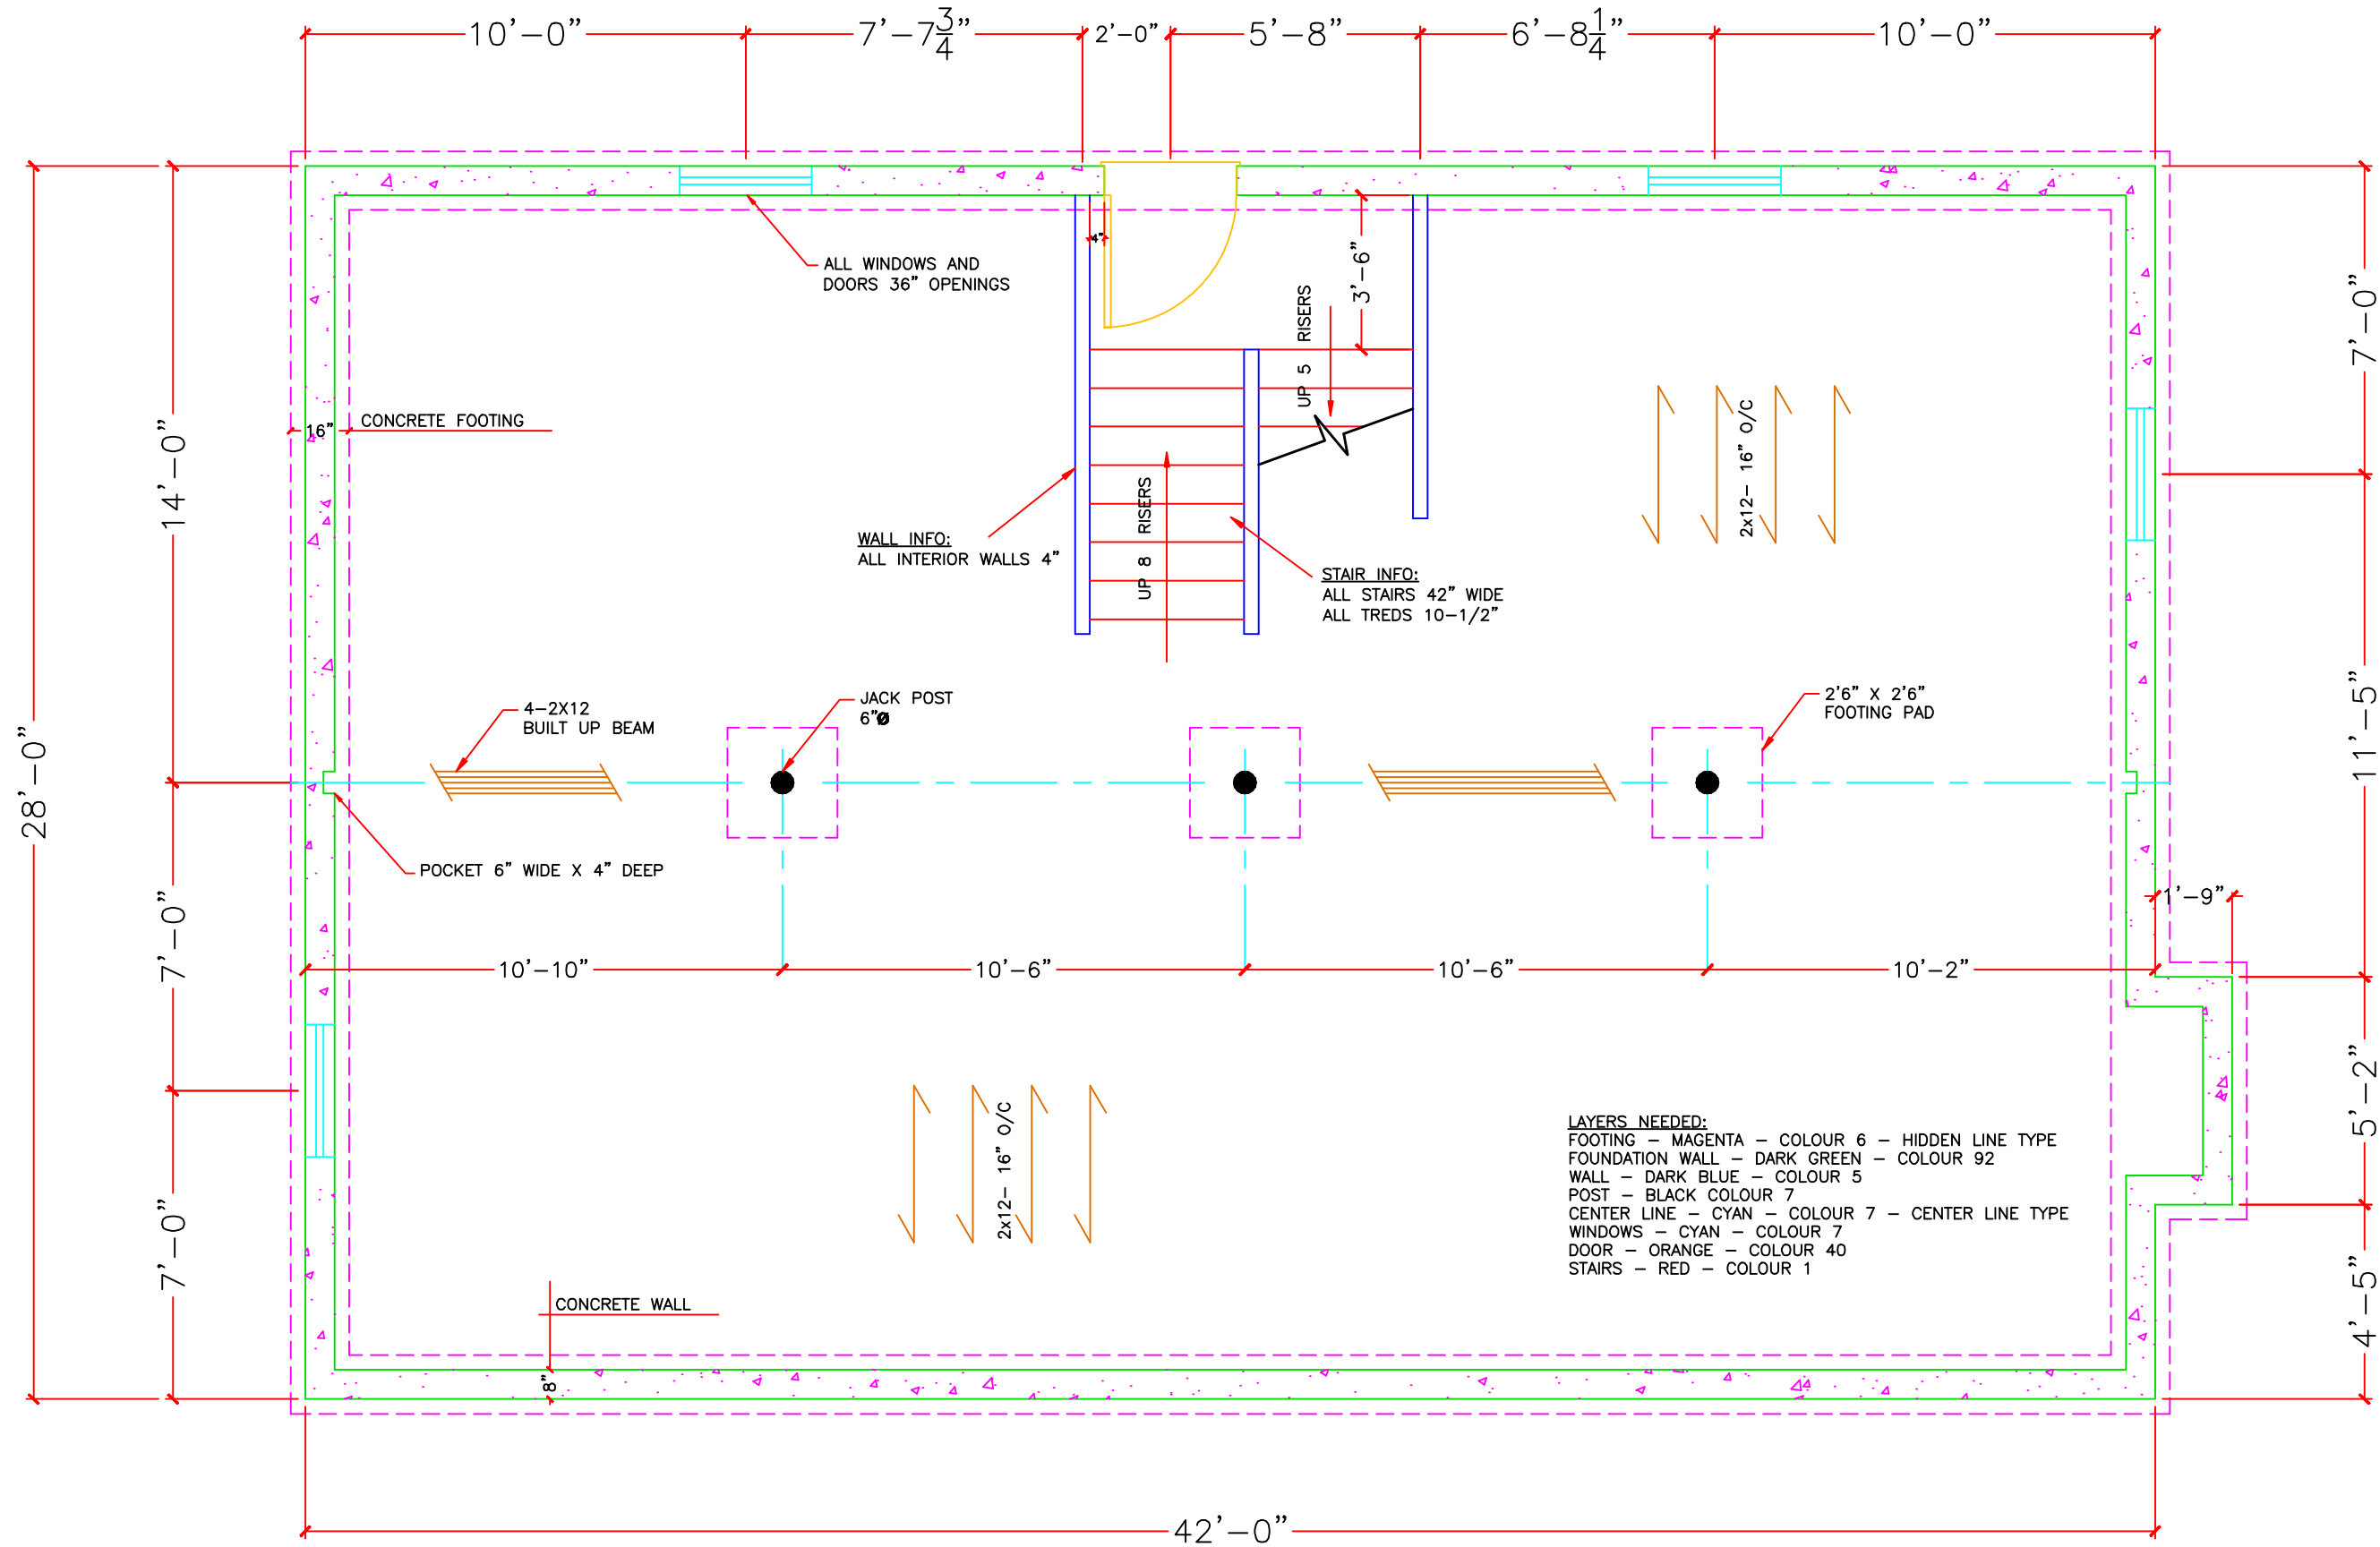 10'-0"
7'-7 3/4"
2'-0"
5'-8"
6'-8 1/4"
10'-0"
4"
3'-6"
ALL WINDOWS AND
DOORS 36" OPENINGS
UP 5 RISERS
7'-0"
16"
CONCRETE FOOTING
14'-0"
2x12- 16" O/C
UP 8 RISERS
WALL INFO:
ALL INTERIOR WALLS 4"
STAIR INFO:
ALL STAIRS 42" WIDE
ALL TREDS 10-1/2"
28'-0"
4-2X12
BUILT UP BEAM
JACK POST
6"Ø
2'6" X 2'6"
FOOTING PAD
11'-5"
POCKET 6" WIDE X 4" DEEP
1'-9"
7'-0"
10'-10"
10'-6"
10'-6"
10'-2"
5'-2"
2x12- 16" O/C
LAYERS NEEDED:
FOOTING - MAGENTA - COLOUR 6 - HIDDEN LINE TYPE
FOUNDATION WALL - DARK GREEN - COLOUR 92
WALL - DARK BLUE - COLOUR 5
POST - BLACK COLOUR 7
CENTER LINE - CYAN - COLOUR 7 - CENTER LINE TYPE
WINDOWS - CYAN - COLOUR 7
DOOR - ORANGE - COLOUR 40
STAIRS - RED - COLOUR 1
7'-0"
4'-5"
CONCRETE WALL
8"
42'-0"